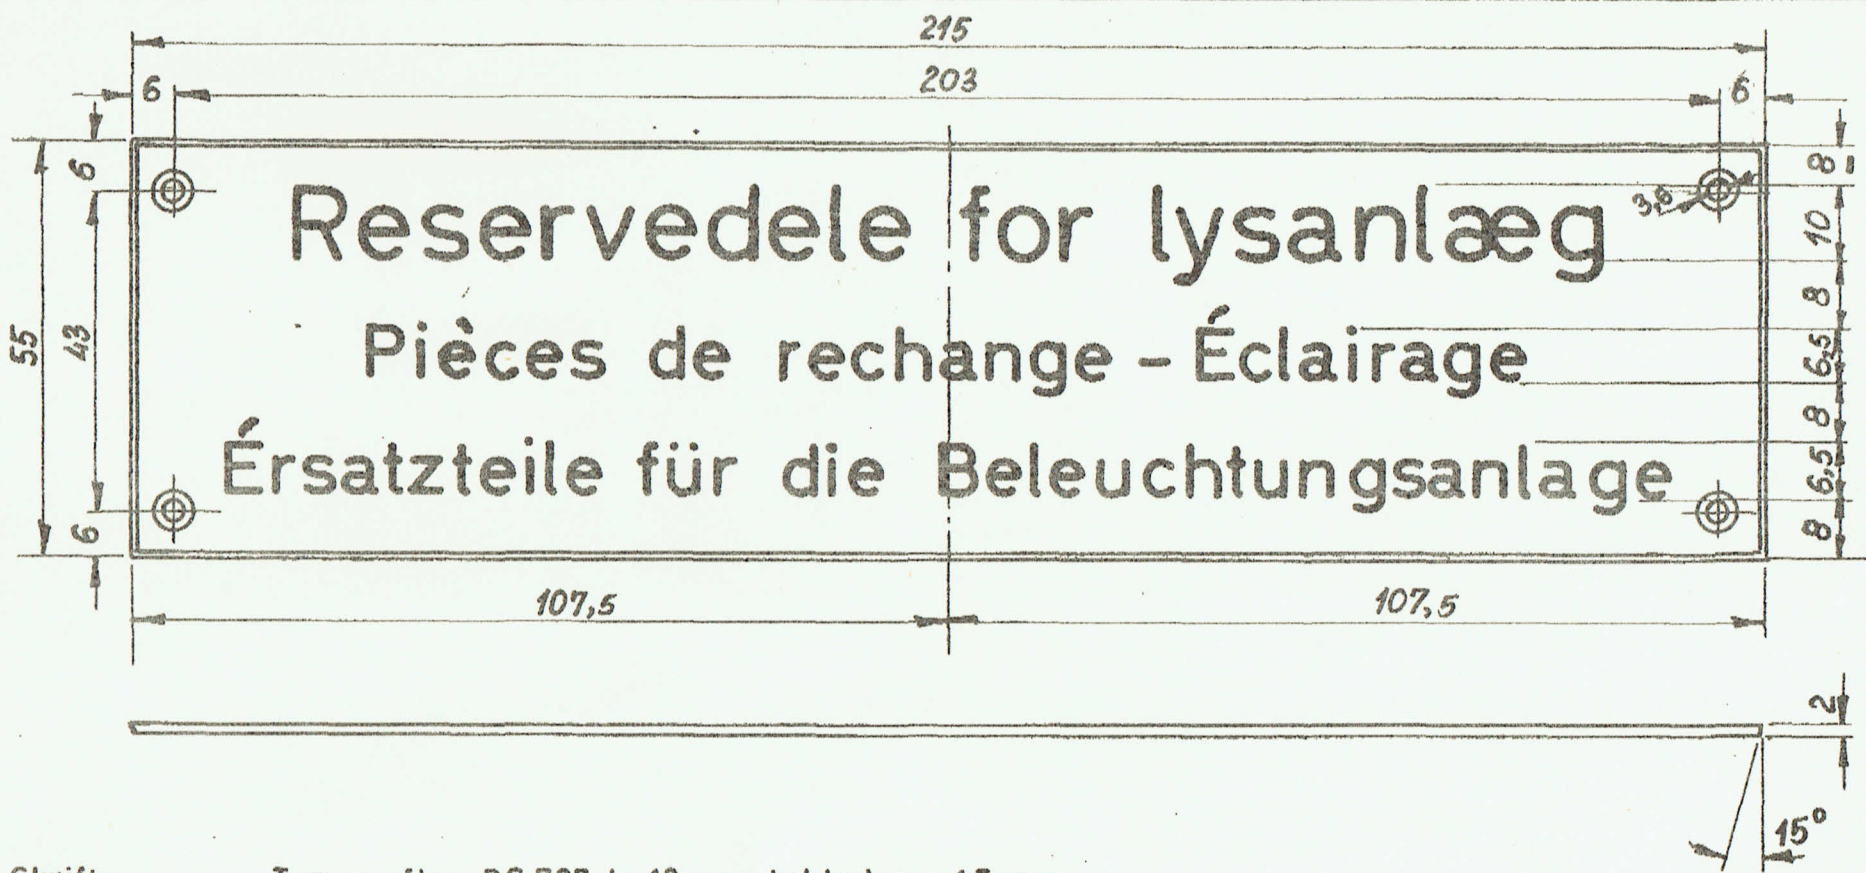 215
6 203 6
6 8
Reservedele for lysanlæg 3,6 10
55 43 8
Pièces de rechange – Éclairage 6,5
8
Érsatzteile für die Beleuchtungsanlage 6,5
6 8
107,5 107,5
2
15°